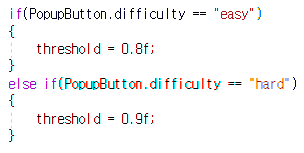 if(PopupButton.difficulty == "easy")
{
    threshold = 0.8f;
}
else if(PopupButton.difficulty == "hard")
{
    threshold = 0.9f;
}